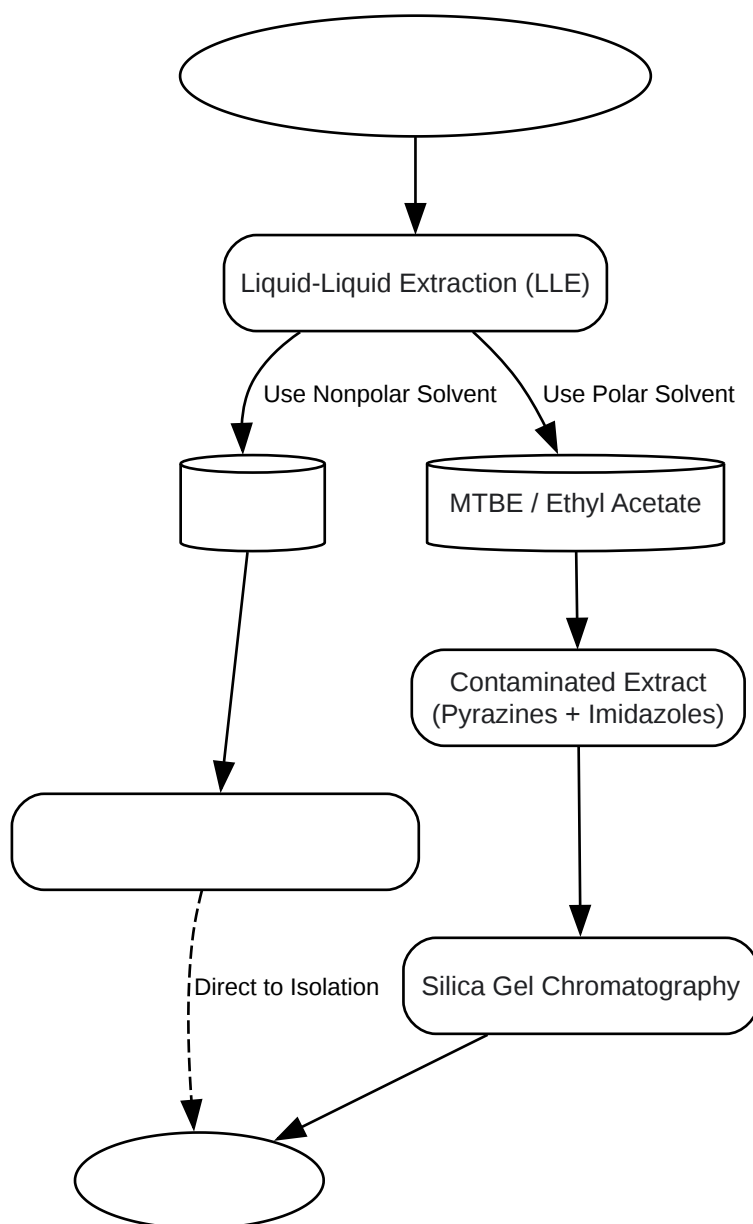 Liquid-Liquid Extraction (LLE)
Use Nonpolar Solvent
Use Polar Solvent
MTBE / Ethyl Acetate
Contaminated Extract
(Pyrazines + Imidazoles)
Direct to Isolation
Silica Gel Chromatography